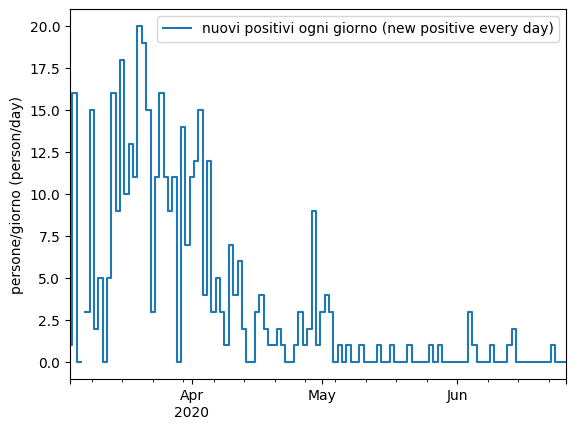 nuovi positivi ogni giorno (new positive every day)
persone/giorno (person/day)
20.0
17.5
15.0
12.5
10.0
7.5
5.0
2.5
0.0
Apr
2020
May
Jun